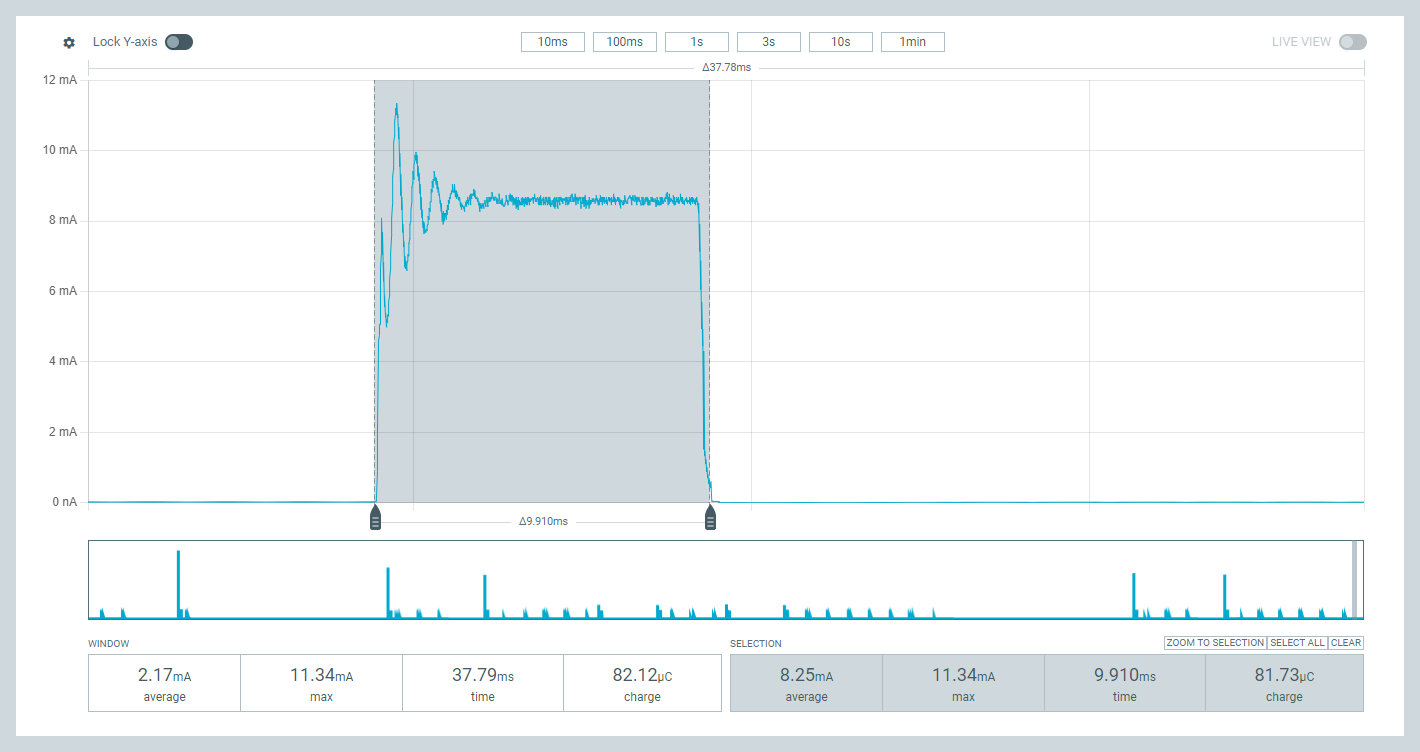 Lock Y-axis 10ms 100ms 1s 3s 10s 1min LIVE VIEW
Δ37.78ms
12 mA
10 mA
8 mA
6 mA
4 mA
2 mA
0 nA
Δ9.910ms
WINDOW SELECTION ZOOM TO SELECTION SELECT ALL CLEAR
2.17mA 11.34mA 37.79ms 82.12μC 8.25mA 11.34mA 9.910ms 81.73μC
average max time charge average max time charge